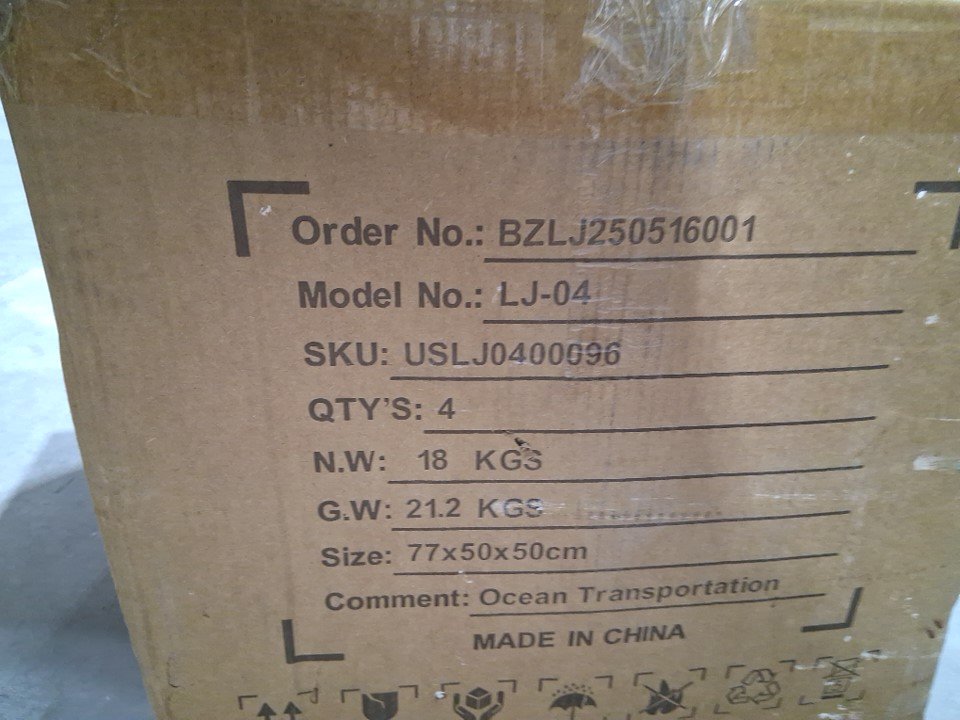 Order No.: BZLJ250516001
Model No.: LJ-04
SKU: USLJ0400096
QTY'S: 4
N.W: 18 KGS
G.W: 21.2 KGS
Size: 77x50x50cm
Comment: Ocean Transportation
MADE IN CHINA